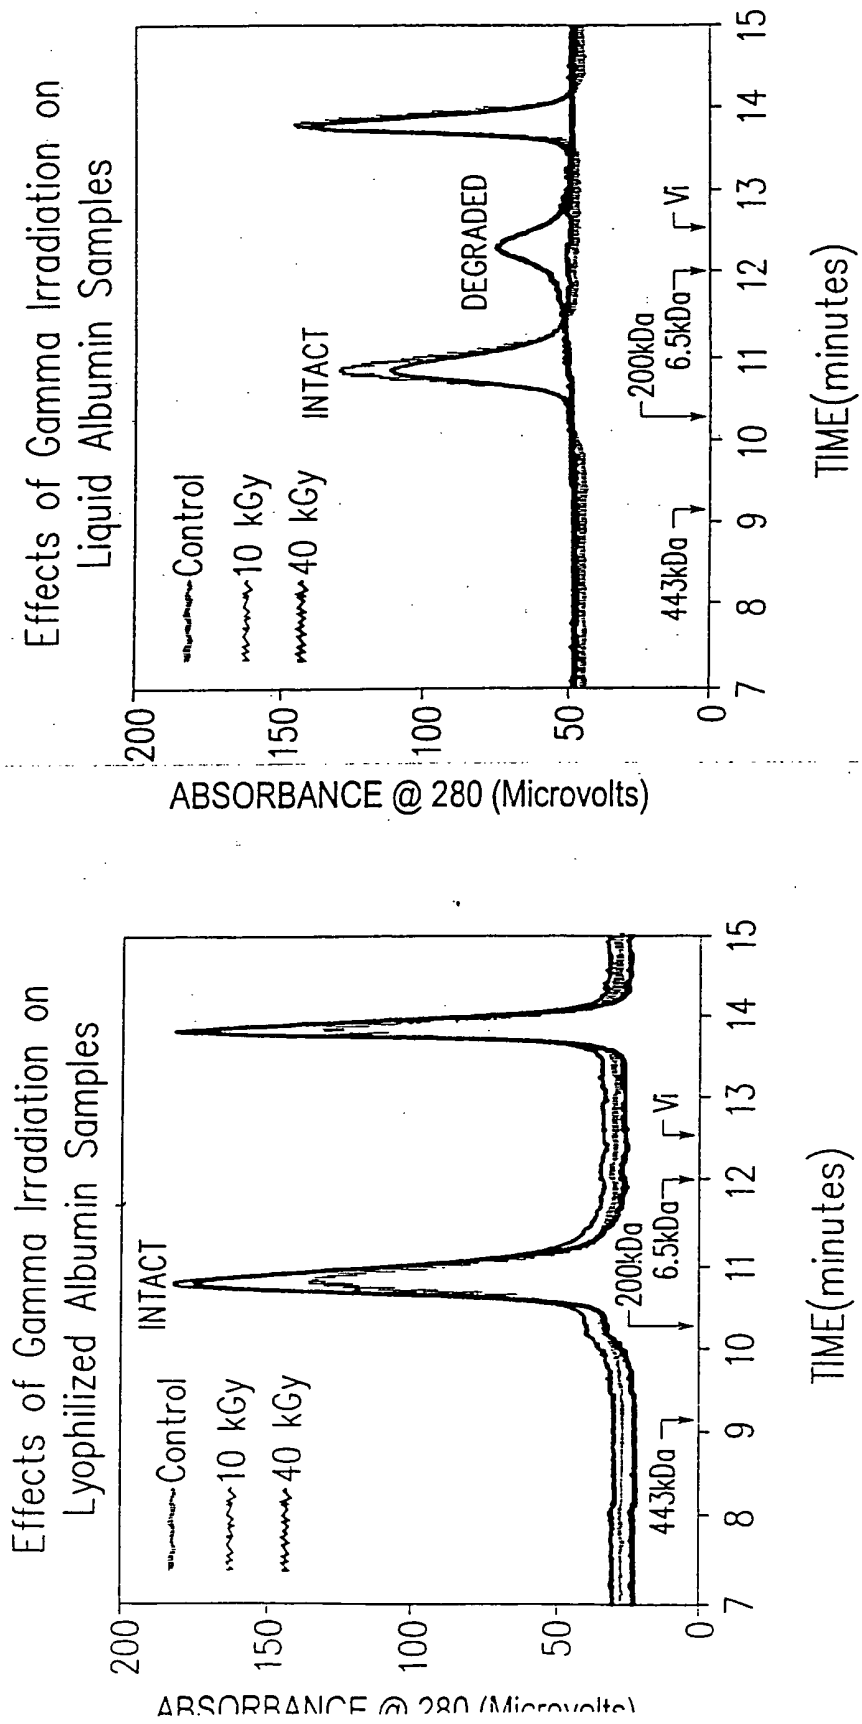 Effects of Gamma Irradiation on
Lyophilized Albumin Samples
Control
10 kGy
40 kGy
INTACT
200
150
100
50
0
ABSORBANCE @ 280 (Microvolts)
443kDa
200kDa
6.5kDa
Vi
7 8 9 10 11 12 13 14 15
TIME(minutes)
Effects of Gamma Irradiation on
Liquid Albumin Samples
Control
10 kGy
40 kGy
INTACT
DEGRADED
200
150
100
50
0
ABSORBANCE @ 280 (Microvolts)
443kDa
200kDa
6.5kDa
Vi
7 8 9 10 11 12 13 14 15
TIME(minutes)